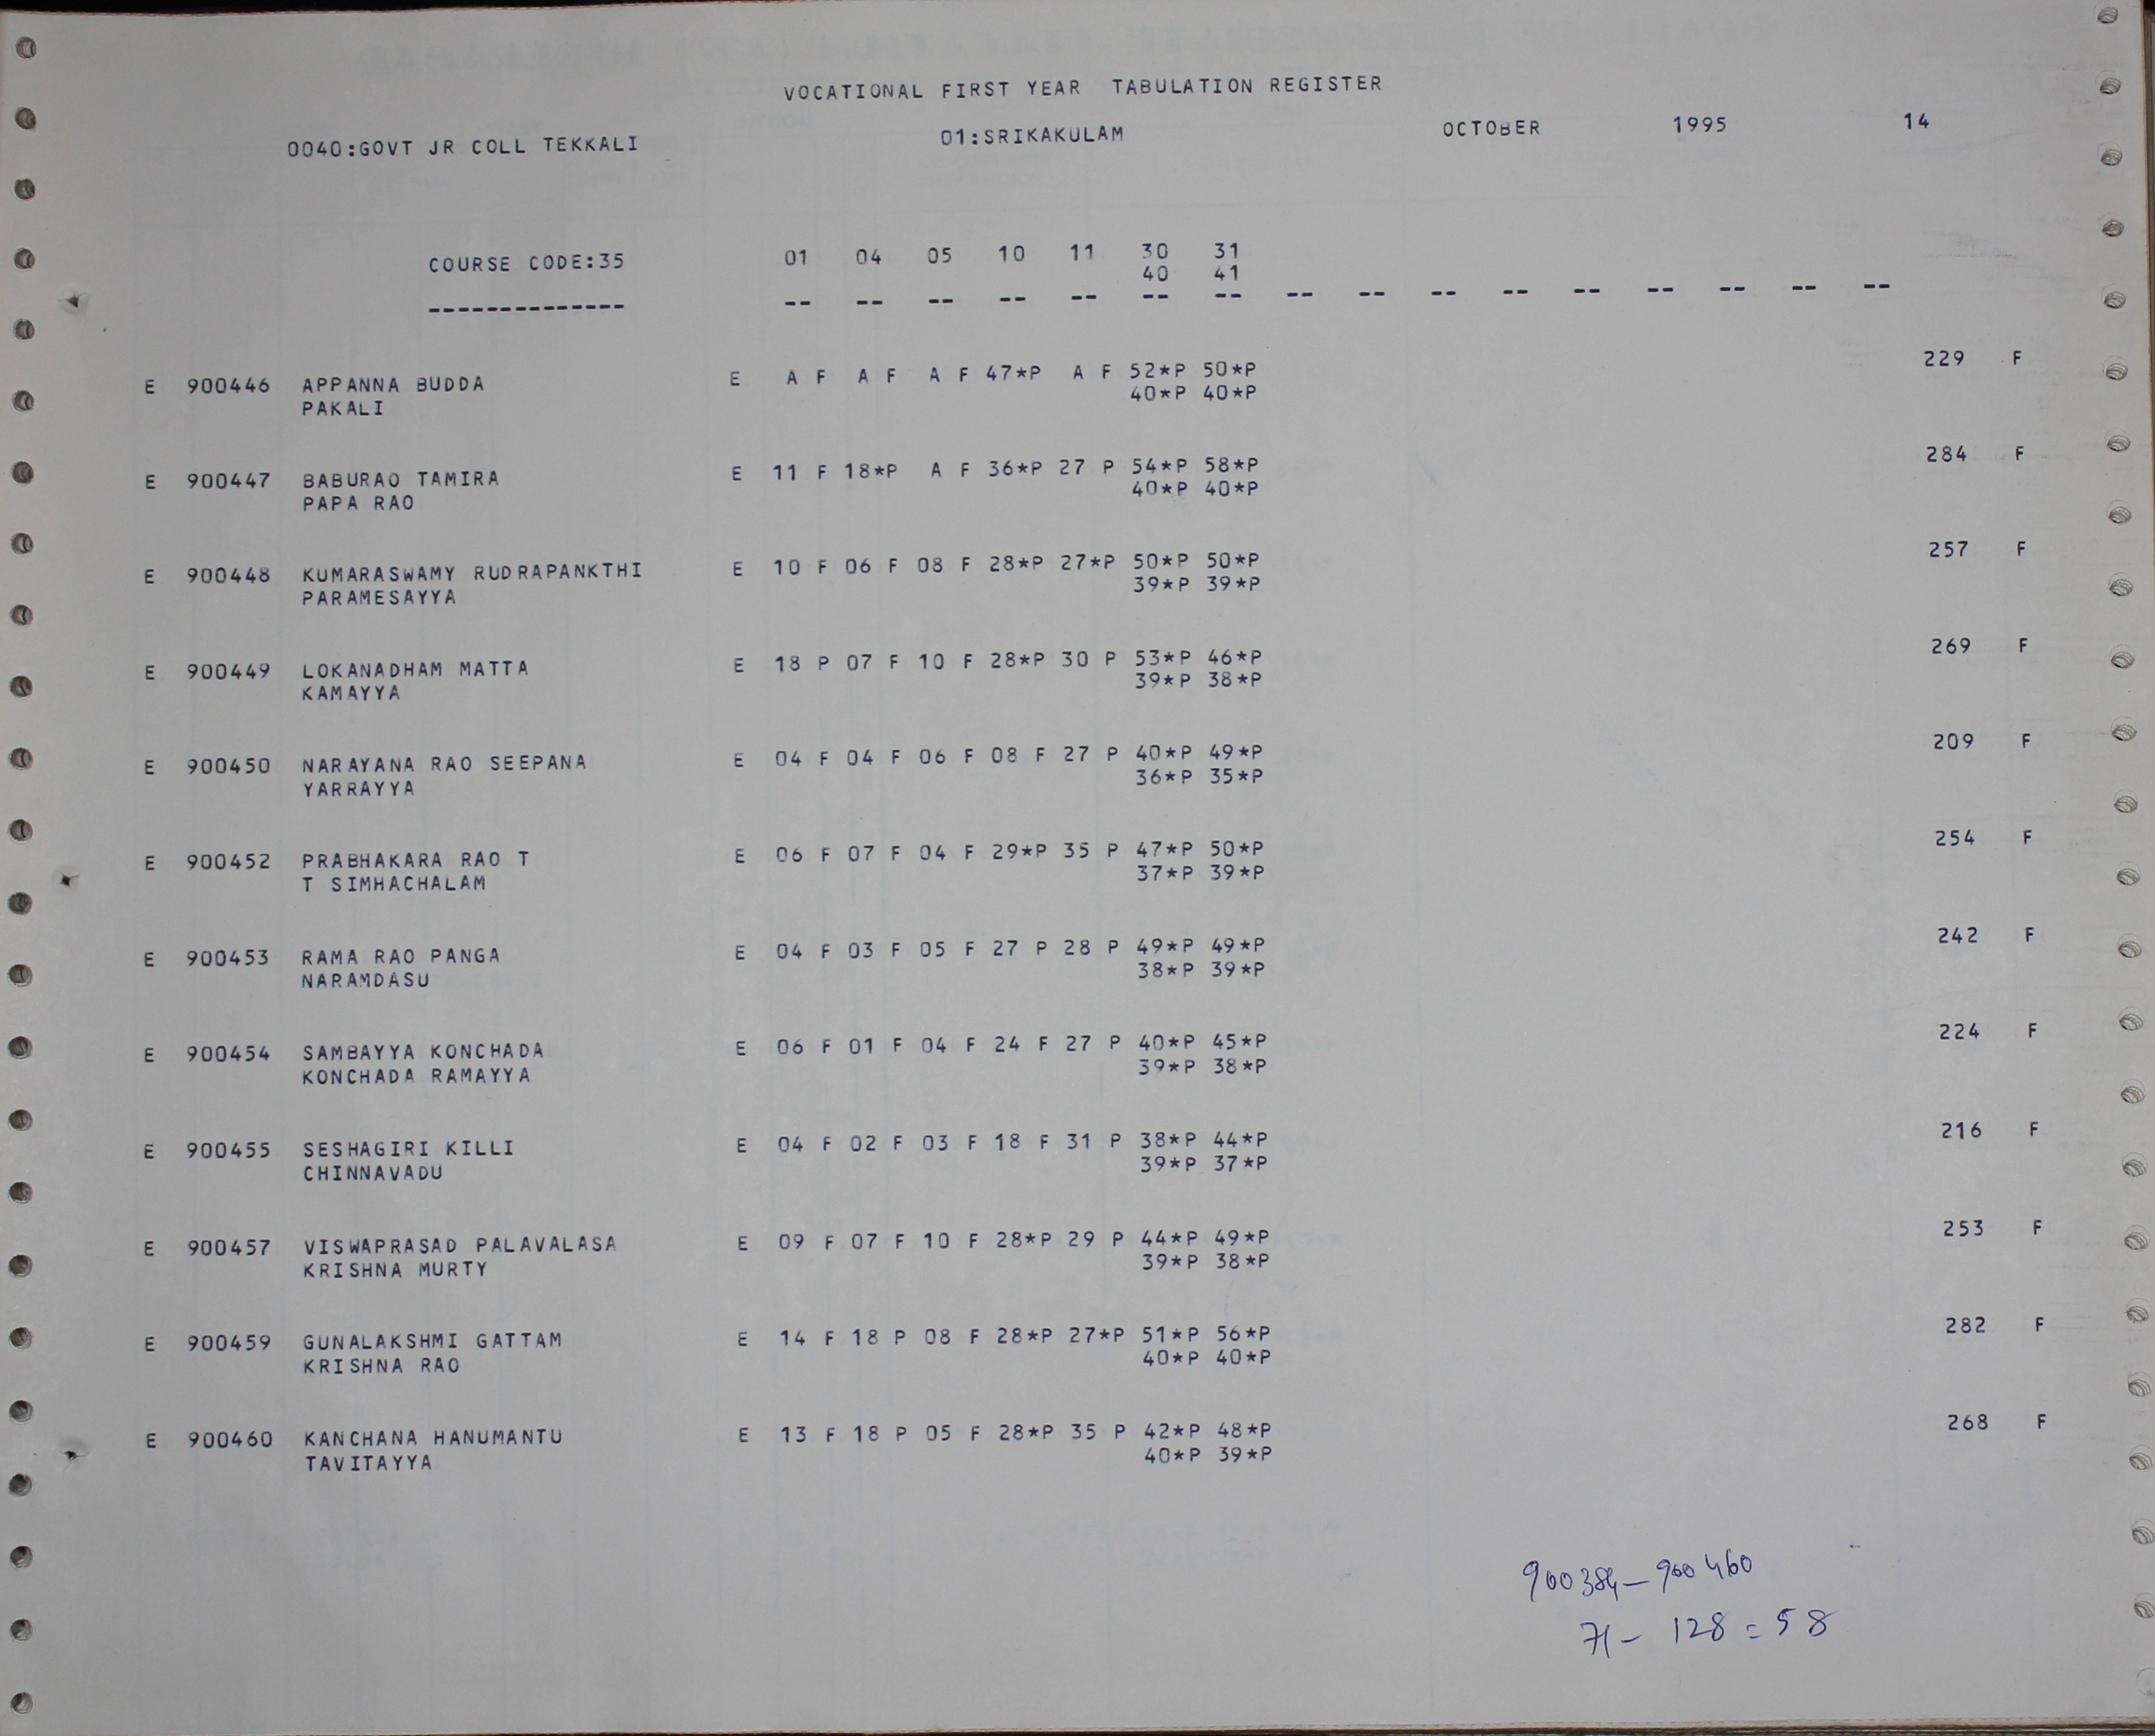 VOCATIONAL FIRST YEAR TABULATION REGISTER
0040:GOVT JR COLL TEKKALI 01:SRIKAKULAM OCTOBER 1995 14
COURSE CODE:35 01 04 05 10 11 30 31
40 41
-------------- -- -- -- -- -- -- -- -- -- -- -- -- -- -- -- --
E 900446 APPANNA BUDDA E A F A F A F 47*P A F 52*P 50*P 229 F
PAKALI 40*P 40*P
E 900447 BABURAO TAMIRA E 11 F 18*P A F 36*P 27 P 54*P 58*P 284 F
PAPA RAO 40*P 40*P
E 900448 KUMARASWAMY RUDRAPANKTHI E 10 F 06 F 08 F 28*P 27*P 50*P 50*P 257 F
PARAMESAYYA 39*P 39*P
E 900449 LOKANADHAM MATTA E 18 P 07 F 10 F 28*P 30 P 53*P 46*P 269 F
KAMAYYA 39*P 38*P
E 900450 NARAYANA RAO SEEPANA E 04 F 04 F 06 F 08 F 27 P 40*P 49*P 209 F
YARRAYYA 36*P 35*P
E 900452 PRABHAKARA RAO T E 06 F 07 F 04 F 29*P 35 P 47*P 50*P 254 F
T SIMHACHALAM 37*P 39*P
E 900453 RAMA RAO PANGA E 04 F 03 F 05 F 27 P 28 P 49*P 49*P 242 F
NARAMDASU 38*P 39*P
E 900454 SAMBAYYA KONCHADA E 06 F 01 F 04 F 24 F 27 P 40*P 45*P 224 F
KONCHADA RAMAYYA 39*P 38*P
E 900455 SESHAGIRI KILLI E 04 F 02 F 03 F 18 F 31 P 38*P 44*P 216 F
CHINNAVADU 39*P 37*P
E 900457 VISWAPRASAD PALAVALASA E 09 F 07 F 10 F 28*P 29 P 44*P 49*P 253 F
KRISHNA MURTY 39*P 38*P
E 900459 GUNALAKSHMI GATTAM E 14 F 18 P 08 F 28*P 27*P 51*P 56*P 282 F
KRISHNA RAO 40*P 40*P
E 900460 KANCHANA HANUMANTU E 13 F 18 P 05 F 28*P 35 P 42*P 48*P 268 F
TAVITAYYA 40*P 39*P
900384-900460
71- 128=58